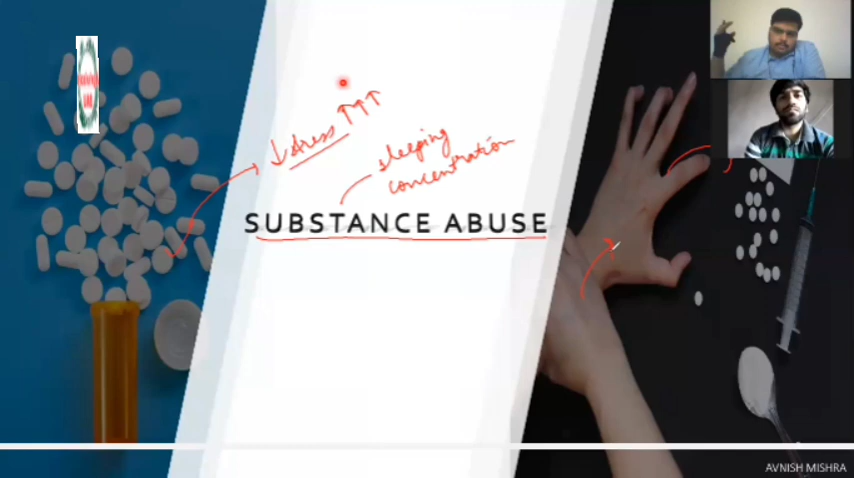 ↓ stress ↑↑↑
sleeping
concentration
SUBSTANCE ABUSE
AVNISH MISHRA